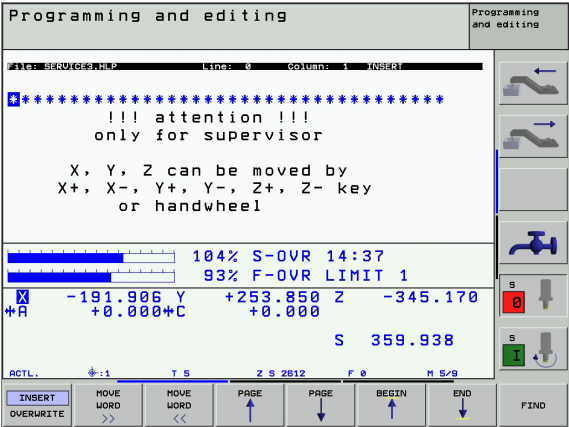 Programming and editing
Programming
and editing
File: SERVICE3.HLP Line: 0 Column: 1 INSERT
***********************************
!!! attention !!!
only for supervisor
X, Y, Z can be moved by
X+, X-, Y+, Y-, Z+, Z- key
or handwheel
104% S-OVR 14:37
93% F-OVR LIMIT 1
X -191.906 Y +253.850 Z -345.170
A +0.000 C +0.000
S 359.938
S
0
S
I
ACTL. :1 T 5 Z S 2612 F 0 M 5/9
INSERT
OVERWRITE
MOVE
WORD
>>
MOVE
WORD
<<
PAGE
PAGE
BEGIN
END
FIND